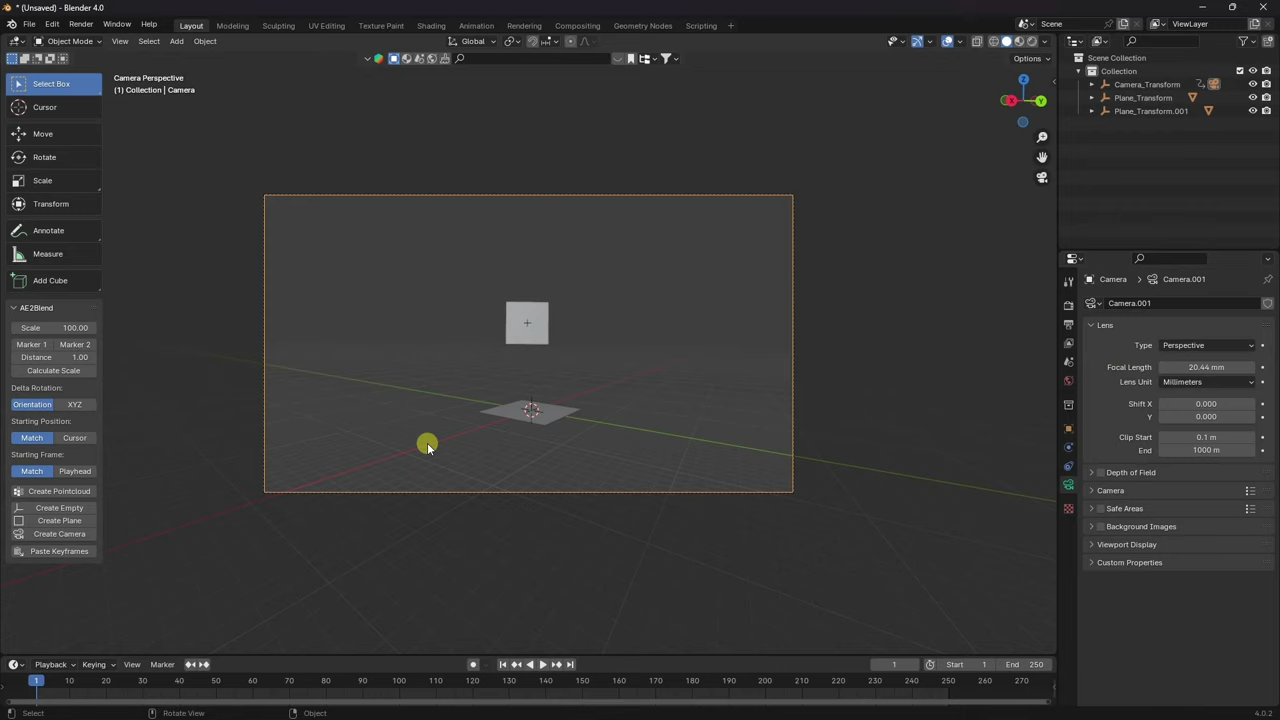 * (Unsaved) - Blender 4.0
File Edit Render Window Help Layout Modeling Sculpting UV Editing Texture Paint Shading Animation Rendering Compositing Geometry Nodes Scripting + Scene ViewLayer
Object Mode View Select Add Object Global
Options
Select Box
Cursor
Move
Rotate
Scale
Transform
Annotate
Measure
Add Cube
AE2Blend
Scale 100.00
Marker 1 Marker 2
Distance 1.00
Calculate Scale
Delta Rotation:
Orientation XYZ
Starting Position:
Match Cursor
Starting Frame:
Match Playhead
Create Pointcloud
Create Empty
Create Plane
Create Camera
Paste Keyframes
Camera Perspective
(1) Collection | Camera
X Y Z
Scene Collection
Collection
Camera_Transform
Plane_Transform
Plane_Transform.001
Camera > Camera.001
Camera.001
Lens
Type Perspective
Focal Length 20.44 mm
Lens Unit Millimeters
Shift X 0.000
Y 0.000
Clip Start 0.1 m
End 1000 m
Depth of Field
Camera
Safe Areas
Background Images
Viewport Display
Custom Properties
Playback Keying View Marker 1 Start 1 End 250
1 10 20 30 40 50 60 70 80 90 100 110 120 130 140 150 160 170 180 190 200 210 220 230 240 250 260 270
Select Rotate View Object 4.0.2